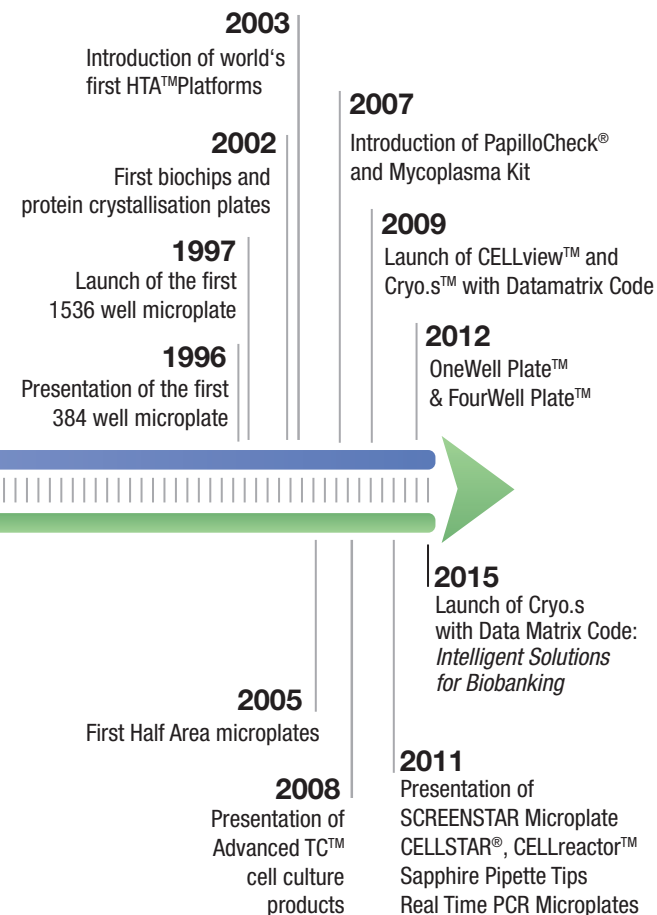 2003
Introduction of world‘s
first HTA™Platforms
2007
Introduction of PapilloCheck®
and Mycoplasma Kit
2002
First biochips and
protein crystallisation plates
2009
Launch of CELLview™ and
Cryo.s™ with Datamatrix Code
1997
Launch of the first
1536 well microplate
2012
OneWell Plate™
& FourWell Plate™
1996
Presentation of the first
384 well microplate
2015
Launch of Cryo.s
with Data Matrix Code:
Intelligent Solutions
for Biobanking
2005
First Half Area microplates
2011
Presentation of
SCREENSTAR Microplate
CELLSTAR®, CELLreactor™
Sapphire Pipette Tips
Real Time PCR Microplates
2008
Presentation of
Advanced TC™
cell culture
products